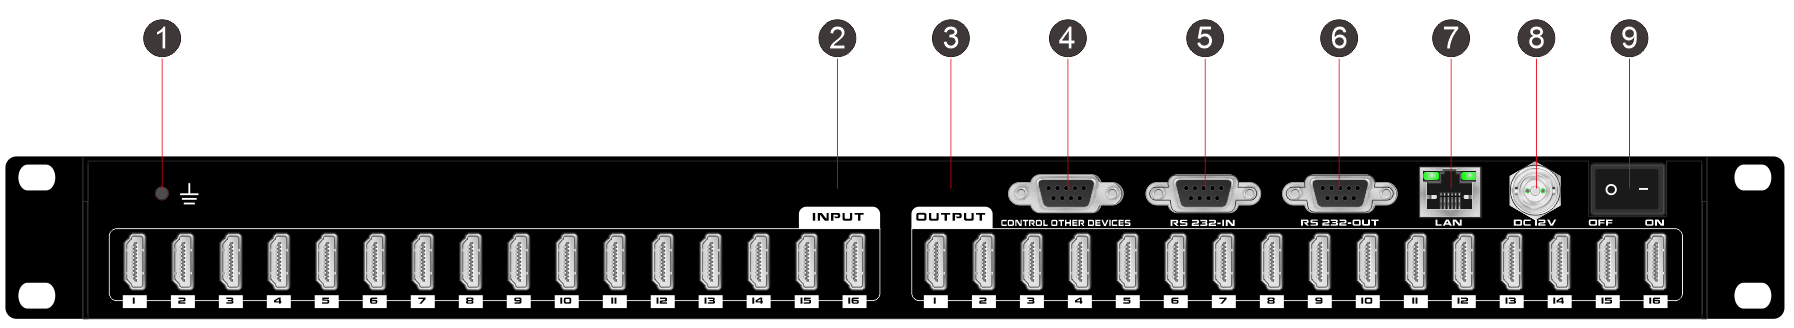 1 2 3 4 5 6 7 8 9
INPUT OUTPUT CONTROL OTHER DEVICES RS 232-IN RS 232-OUT LAN DC12V OFF ON
1 2 3 4 5 6 7 8 9 10 11 12 13 14 15 16 1 2 3 4 5 6 7 8 9 10 11 12 13 14 15 16